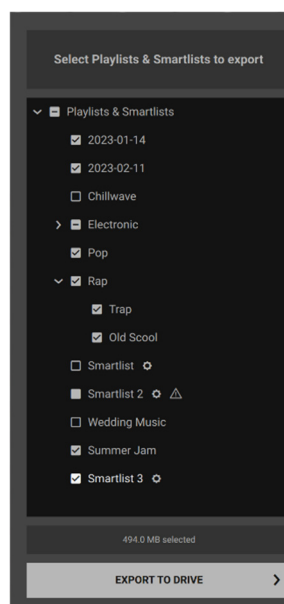 Select Playlists & Smartlists to export
Playlists & Smartlists
2023-01-14
2023-02-11
Chillwave
Electronic
Pop
Rap
Trap
Old Scool
Smartlist
Smartlist 2
Wedding Music
Summer Jam
Smartlist 3
494.0 MB selected
EXPORT TO DRIVE